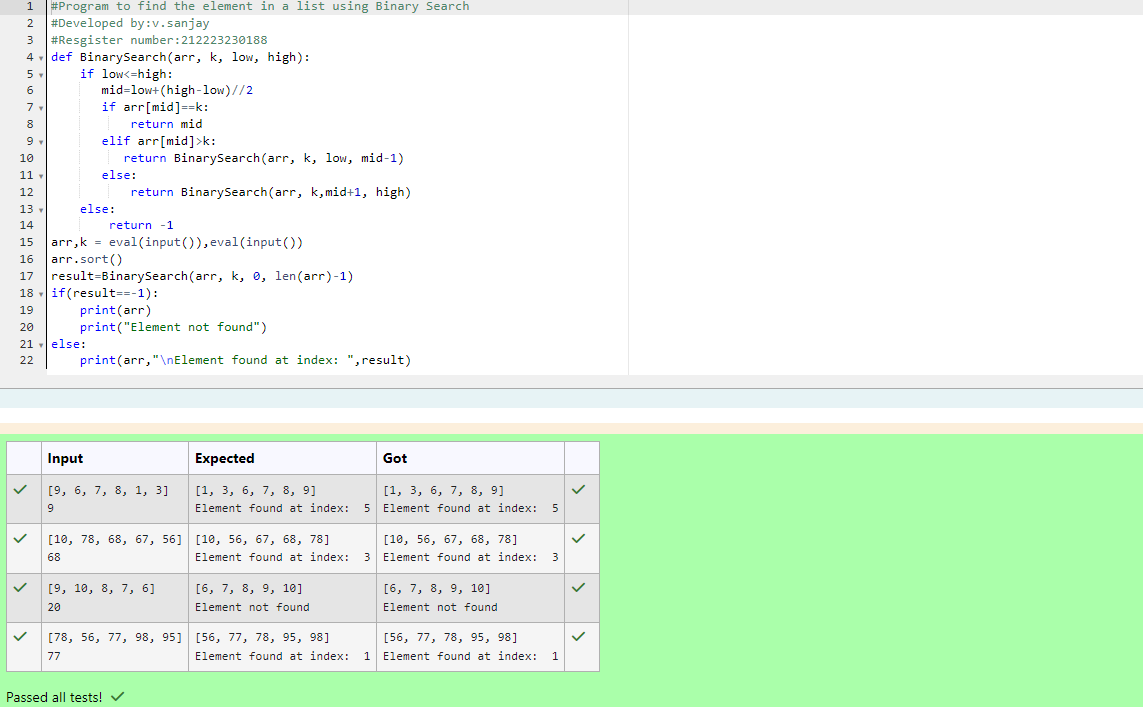 1 #Program to find the element in a list using Binary Search
2 #Developed by:v.sanjay
3 #Resgister number:212223230188
4 def BinarySearch(arr, k, low, high):
5     if low<=high:
6        mid=low+(high-low)//2
7        if arr[mid]==k:
8            return mid
9        elif arr[mid]>k:
10           return BinarySearch(arr, k, low, mid-1)
11        else:
12            return BinarySearch(arr, k,mid+1, high)
13     else:
14         return -1
15 arr,k = eval(input()),eval(input())
16 arr.sort()
17 result=BinarySearch(arr, k, 0, len(arr)-1)
18 if(result==-1):
19     print(arr)
20     print("Element not found")
21 else:
22     print(arr,"\nElement found at index: ",result)
Input Expected Got
[9, 6, 7, 8, 1, 3] [1, 3, 6, 7, 8, 9] [1, 3, 6, 7, 8, 9]
9 Element found at index:  5 Element found at index:  5
[10, 78, 68, 67, 56] [10, 56, 67, 68, 78] [10, 56, 67, 68, 78]
68 Element found at index:  3 Element found at index:  3
[9, 10, 8, 7, 6] [6, 7, 8, 9, 10] [6, 7, 8, 9, 10]
20 Element not found Element not found
[78, 56, 77, 98, 95] [56, 77, 78, 95, 98] [56, 77, 78, 95, 98]
77 Element found at index:  1 Element found at index:  1
Passed all tests!